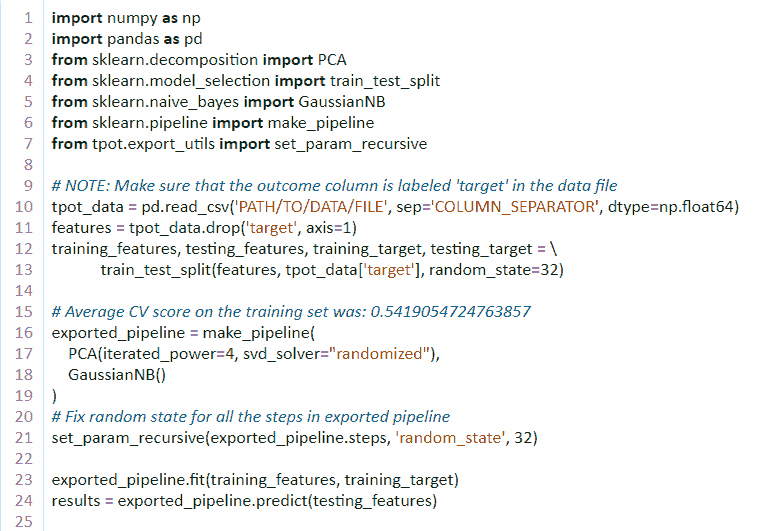 1 import numpy as np
2 import pandas as pd
3 from sklearn.decomposition import PCA
4 from sklearn.model_selection import train_test_split
5 from sklearn.naive_bayes import GaussianNB
6 from sklearn.pipeline import make_pipeline
7 from tpot.export_utils import set_param_recursive
8
9 # NOTE: Make sure that the outcome column is labeled 'target' in the data file
10 tpot_data = pd.read_csv('PATH/TO/DATA/FILE', sep='COLUMN_SEPARATOR', dtype=np.float64)
11 features = tpot_data.drop('target', axis=1)
12 training_features, testing_features, training_target, testing_target = \
13             train_test_split(features, tpot_data['target'], random_state=32)
14
15 # Average CV score on the training set was: 0.5419054724763857
16 exported_pipeline = make_pipeline(
17     PCA(iterated_power=4, svd_solver="randomized"),
18     GaussianNB()
19 )
20 # Fix random state for all the steps in exported pipeline
21 set_param_recursive(exported_pipeline.steps, 'random_state', 32)
22
23 exported_pipeline.fit(training_features, training_target)
24 results = exported_pipeline.predict(testing_features)
25